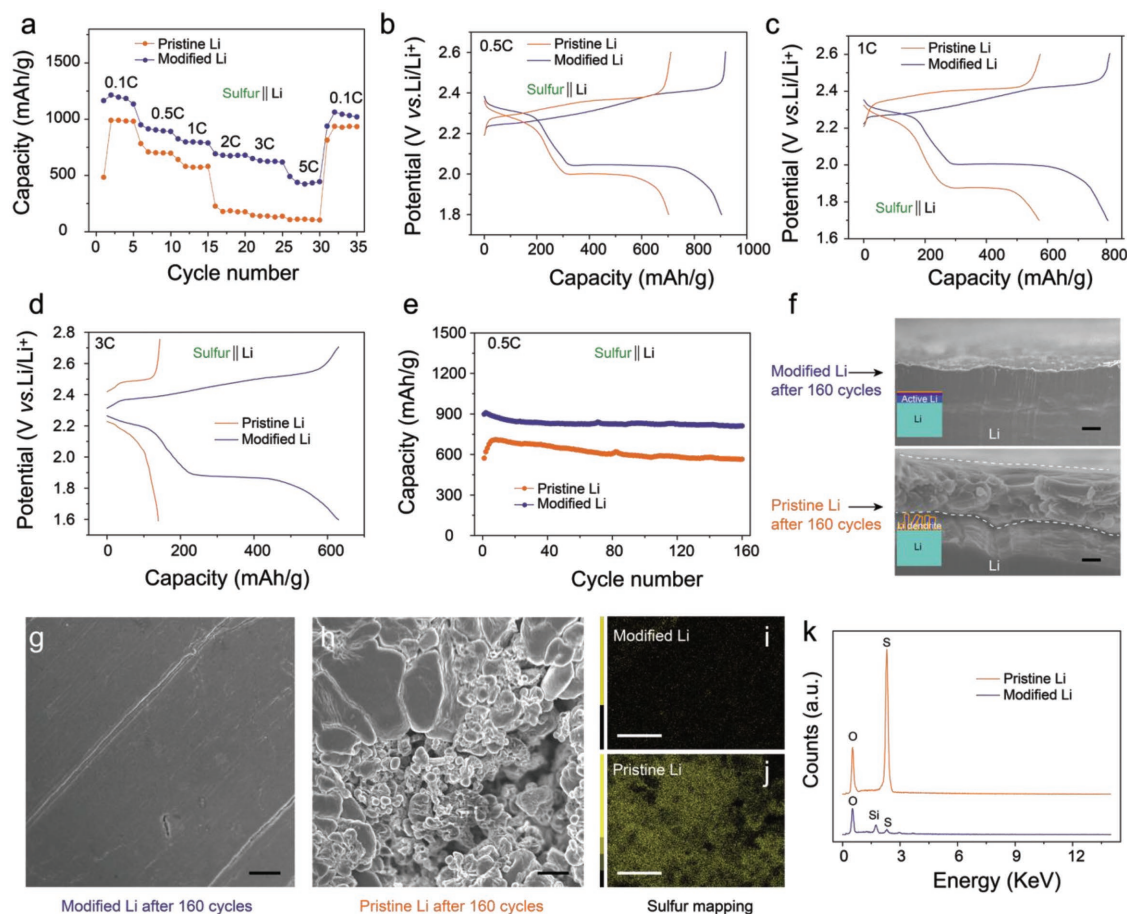 a
Pristine Li
Modified Li
0.1C
0.5C
1C
2C
3C
5C
0.1C
Sulfur||Li
1500
1000
500
0
0 5 10 15 20 25 30 35
Capacity (mAh/g)
Cycle number
b
0.5C
Pristine Li
Modified Li
Sulfur||Li
2.6
2.4
2.2
2.0
1.8
0 200 400 600 800 1000
Potential (V vs.Li/Li+)
Capacity (mAh/g)
c
1C
Pristine Li
Modified Li
Sulfur||Li
2.6
2.4
2.2
2.0
1.8
1.6
0 200 400 600 800
Potential (V vs.Li/Li+)
Capacity (mAh/g)
d
3C
Sulfur||Li
Pristine Li
Modified Li
2.8
2.6
2.4
2.2
2.0
1.8
1.6
0 200 400 600
Potential (V vs.Li/Li+)
Capacity (mAh/g)
e
0.5C
Sulfur||Li
Pristine Li
Modified Li
1500
1200
900
600
300
0
0 40 80 120 160
Capacity (mAh/g)
Cycle number
f
Modified Li
after 160 cycles
Active Li
Li
Li
Pristine Li
after 160 cycles
Li dendrite
Li
Li
g
Modified Li after 160 cycles
h
Pristine Li after 160 cycles
Modified Li
i
Pristine Li
j
Sulfur mapping
k
S
Pristine Li
Modified Li
O
O
Si
S
Counts (a.u.)
0 3 6 9 12
Energy (KeV)